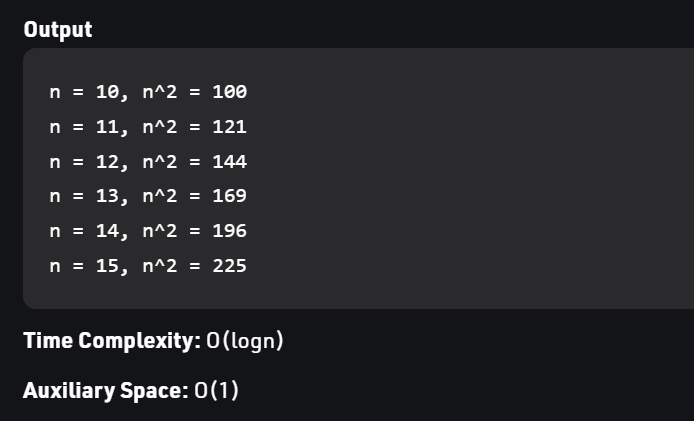 Output
n = 10, n^2 = 100
n = 11, n^2 = 121
n = 12, n^2 = 144
n = 13, n^2 = 169
n = 14, n^2 = 196
n = 15, n^2 = 225
Time Complexity: O(logn)
Auxiliary Space: O(1)